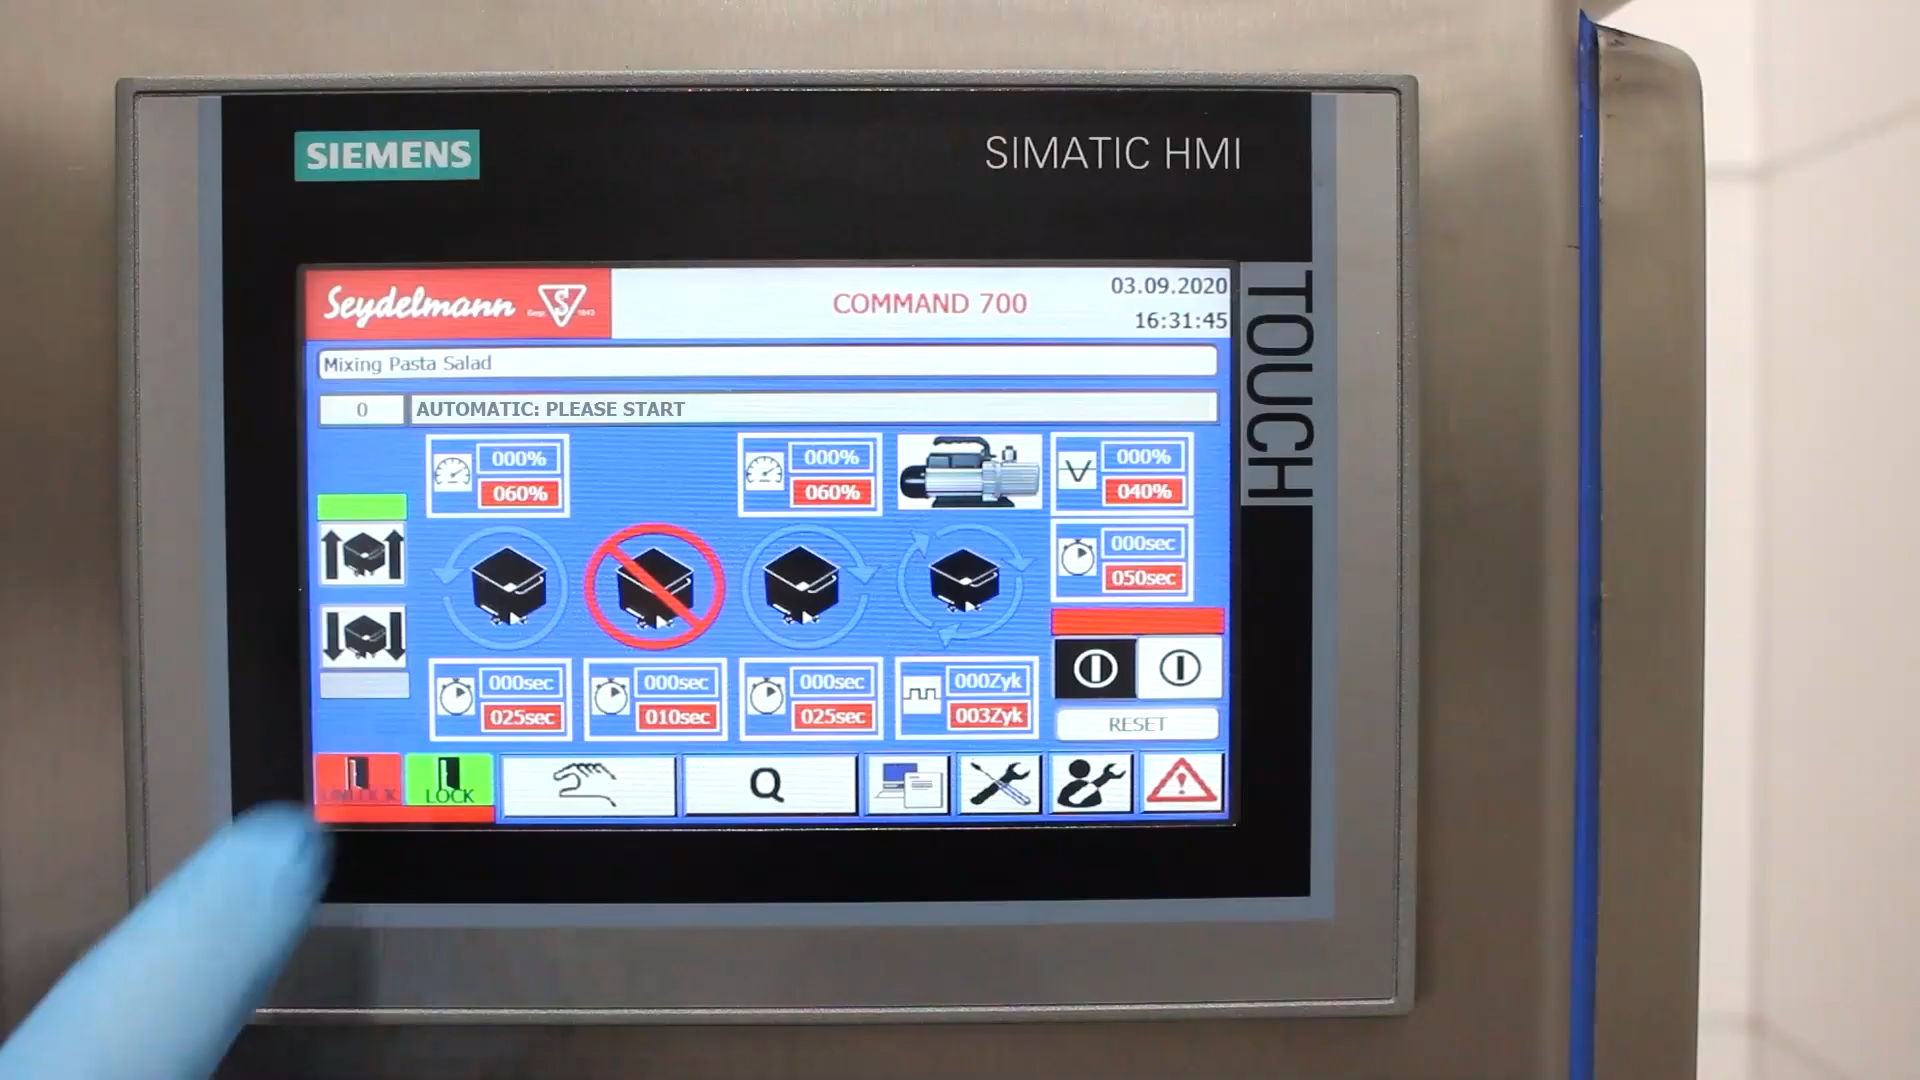 SIEMENS
SIMATIC HMI
TOUCH
Seydelmann
COMMAND 700
03.09.2020
16:31:45
Mixing Pasta Salad
0
AUTOMATIC: PLEASE START
000%
060%
000%
060%
000%
040%
000sec
050sec
000sec
025sec
000sec
010sec
000sec
025sec
000Zyk
003Zyk
RESET
UNLOCK
LOCK
Q